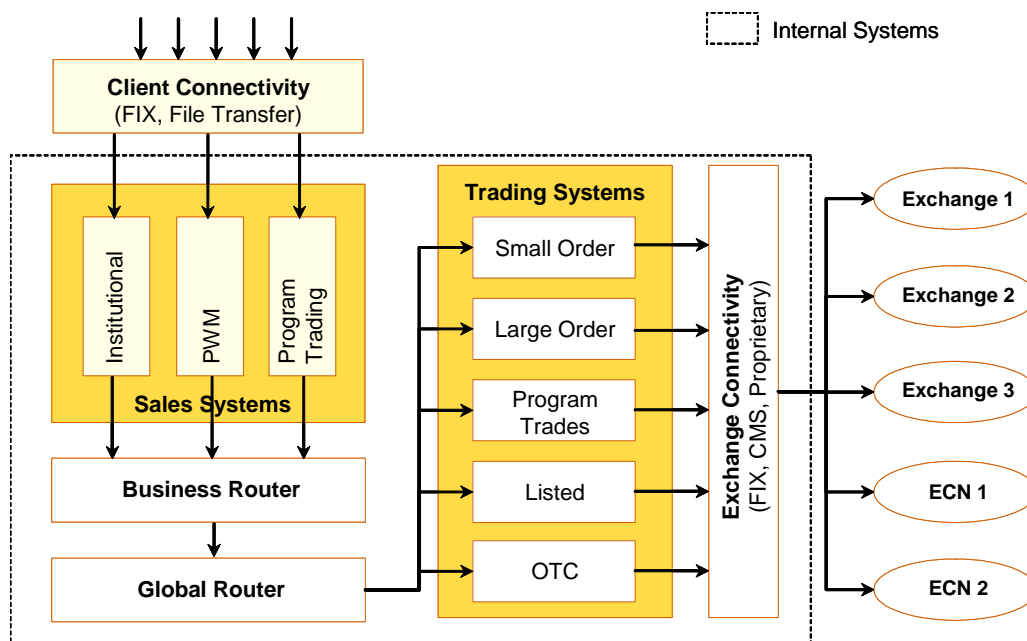 Internal Systems
Client Connectivity
(FIX, File Transfer)
Institutional
PWM
Program
Trading
Sales Systems
Business Router
Global Router
Trading Systems
Small Order
Large Order
Program
Trades
Listed
OTC
Exchange Connectivity
(FIX, CMS, Proprietary)
Exchange 1
Exchange 2
Exchange 3
ECN 1
ECN 2